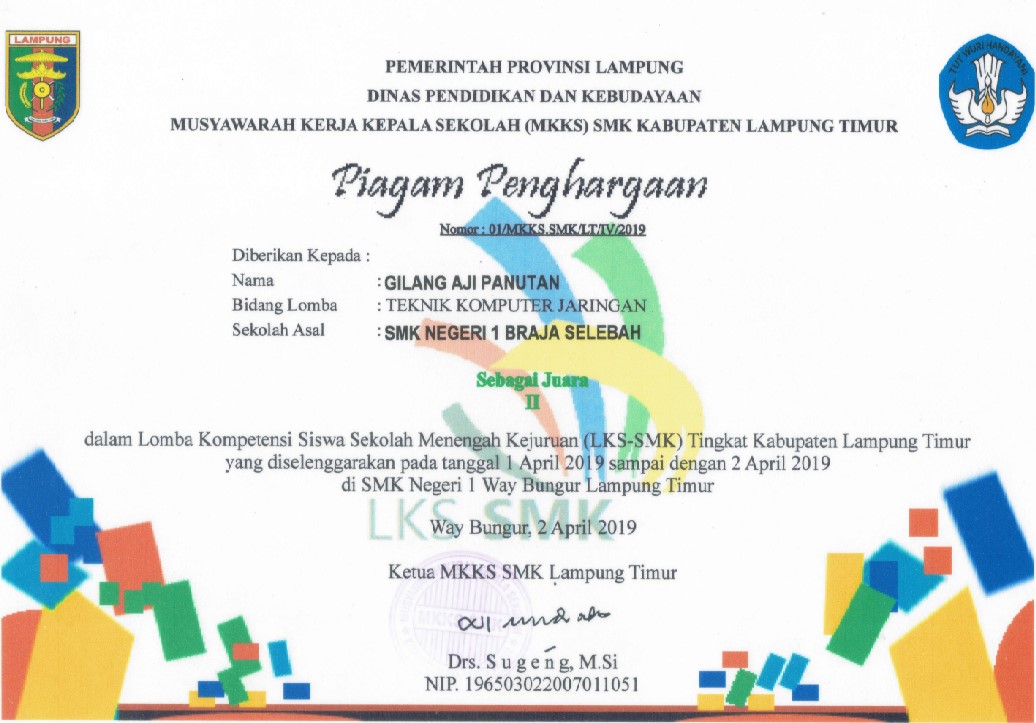 LAMPUNG
TUT WURI HANDAYANI
PEMERINTAH PROVINSI LAMPUNG
DINAS PENDIDIKAN DAN KEBUDAYAAN
MUSYAWARAH KERJA KEPALA SEKOLAH (MKKS) SMK KABUPATEN LAMPUNG TIMUR
Piagam Penghargaan
Nomor : 01/MKKS.SMK/LT/IV/2019
Diberikan Kepada :
Nama : GILANG AJI PANUTAN
Bidang Lomba : TEKNIK KOMPUTER JARINGAN
Sekolah Asal : SMK NEGERI 1 BRAJA SELEBAH
Sebagai Juara
II
dalam Lomba Kompetensi Siswa Sekolah Menengah Kejuruan (LKS-SMK) Tingkat Kabupaten Lampung Timur
yang diselenggarakan pada tanggal 1 April 2019 sampai dengan 2 April 2019
di SMK Negeri 1 Way Bungur Lampung Timur
LKS SMK
Way Bungur, 2 April 2019
Ketua MKKS SMK Lampung Timur
Drs. S u g e n g, M.Si
NIP. 196503022007011051